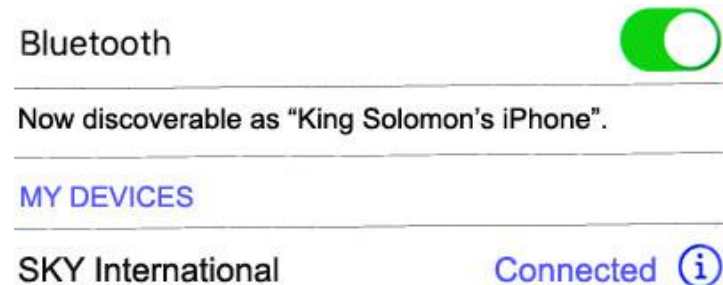 Bluetooth
Now discoverable as “King Solomon’s iPhone”.
MY DEVICES
SKY International Connected i